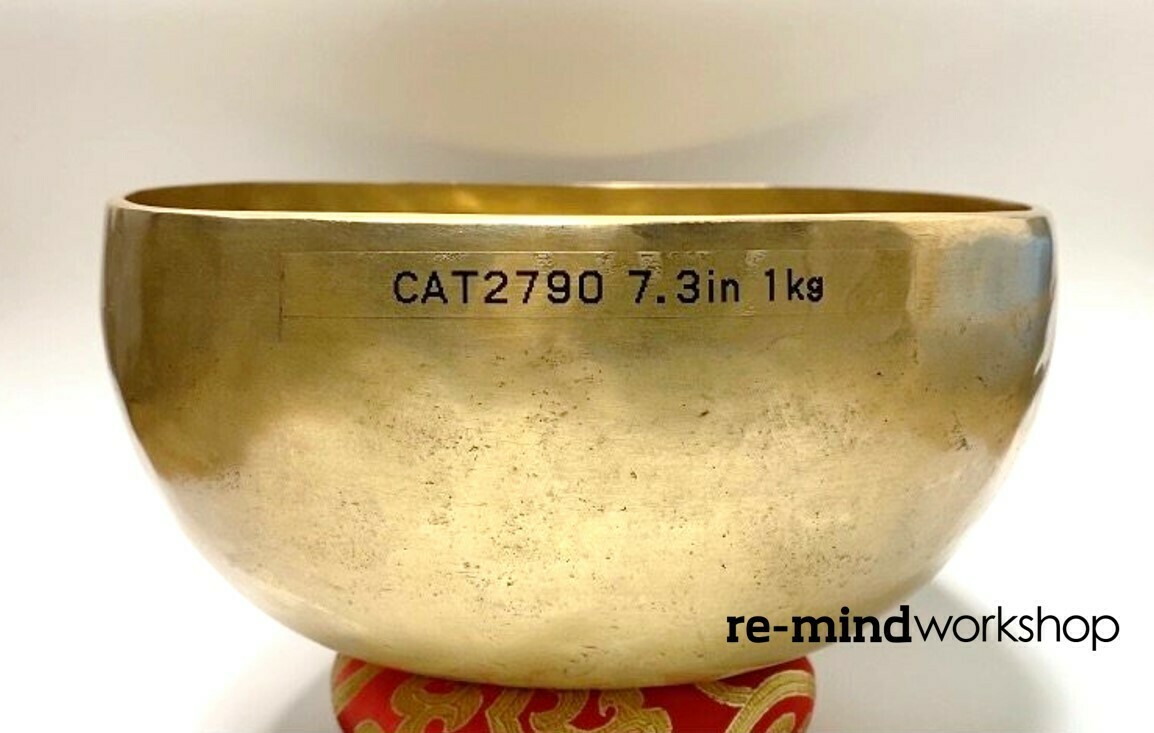 CAT2790 7.3in 1kg
re-mindworkshop